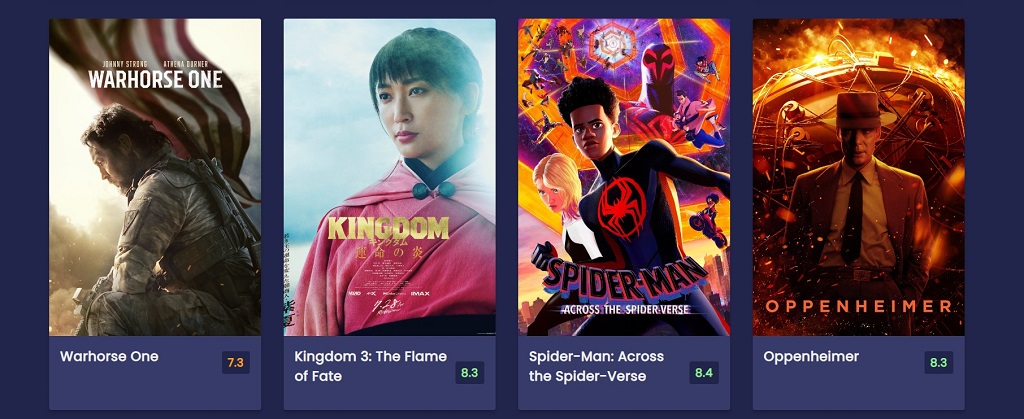 JOHNNY STRONG ATHENA DURNER
WARHORSE ONE
KINGDOM
キングダム
運命の炎
IMAX
SPIDER-MAN
ACROSS THE SPIDER-VERSE
OPPENHEIMER
Warhorse One
7.3
Kingdom 3: The Flame
of Fate
8.3
Spider-Man: Across
the Spider-Verse
8.4
Oppenheimer
8.3